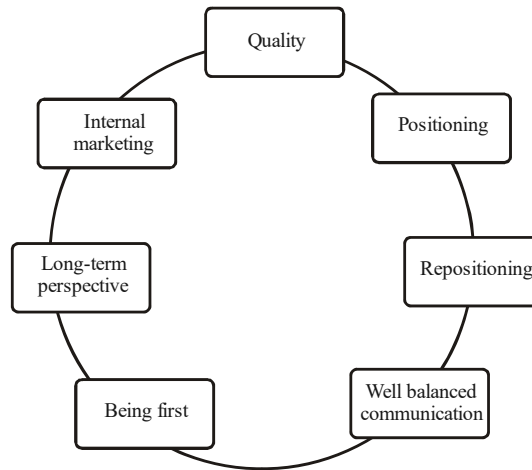 Quality
Positioning
Repositioning
Well balanced
communication
Being first
Long-term
perspective
Internal
marketing